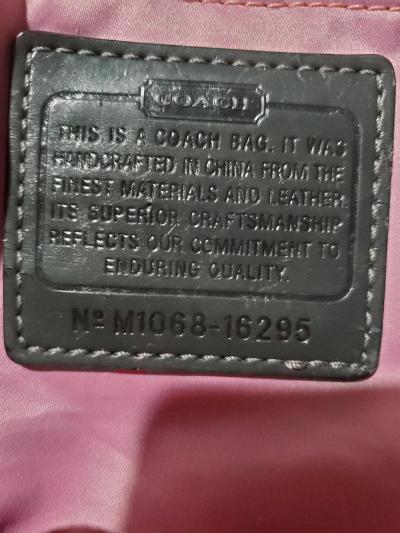 COACH
THIS IS A COACH BAG. IT WAS
HANDCRAFTED IN CHINA FROM THE
FINEST MATERIALS AND LEATHER.
ITS SUPERIOR CRAFTSMANSHIP
REFLECTS OUR COMMITMENT TO
ENDURING QUALITY.
Nº M1068-16295